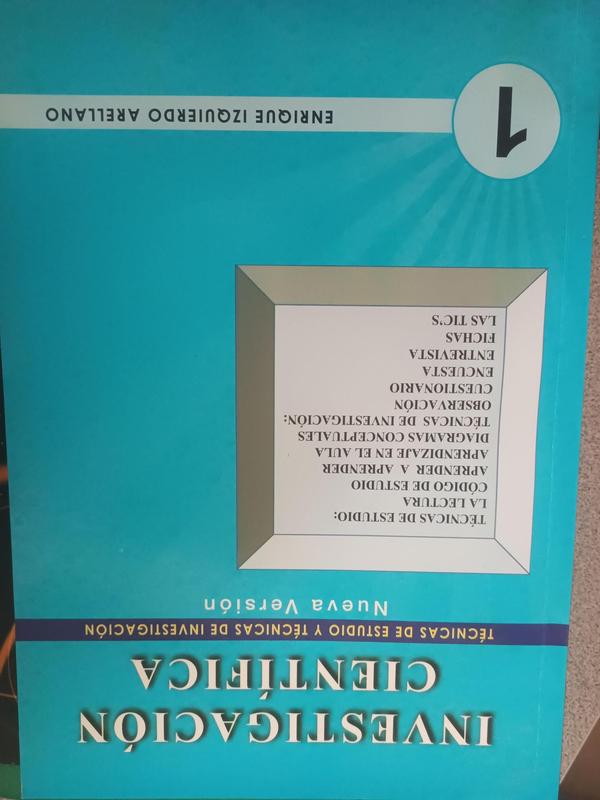 INVESTIGACIÓN
CIENTÍFICA
TÉCNICAS DE ESTUDIO Y TÉCNICAS DE INVESTIGACIÓN
Nueva Versión
TÉCNICAS DE ESTUDIO:
LA LECTURA
CÓDIGO DE ESTUDIO
APRENDER A APRENDER
APRENDIZAJE EN EL AULA
DIAGRAMAS CONCEPTUALES
TÉCNICAS DE INVESTIGACIÓN:
OBSERVACIÓN
CUESTIONARIO
ENCUESTA
ENTREVISTA
FICHAS
LAS TIC'S
1
ENRIQUE IZQUIERDO ARELLANO